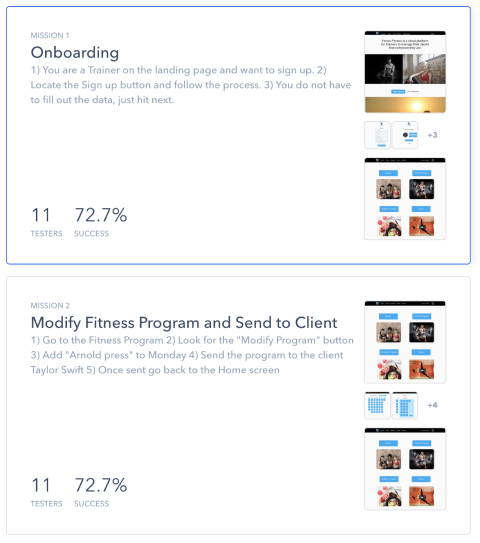 MISSION 1
Onboarding
1) You are a Trainer on the landing page and want to sign up. 2)
Locate the Sign up button and follow the process. 3) You do not have
to fill out the data, just hit next.
+3
11 72.7%
TESTERS SUCCESS
MISSION 2
Modify Fitness Program and Send to Client
1) Go to the Fitness Program 2) Look for the "Modify Program" button
3) Add "Arnold press" to Monday 4) Send the program to the client
Taylor Swift 5) Once sent go back to the Home screen
+4
11 72.7%
TESTERS SUCCESS